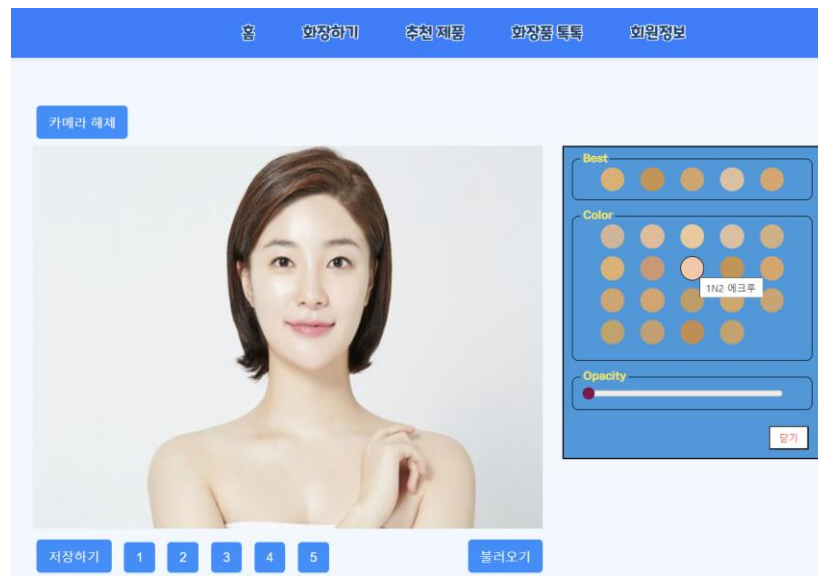 홈 화장하기 추천 제품 화장품 톡톡 회원정보
카메라 해제
Best
Color
1N2 에크루
Opacity
닫기
저장하기 1 2 3 4 5 불러오기